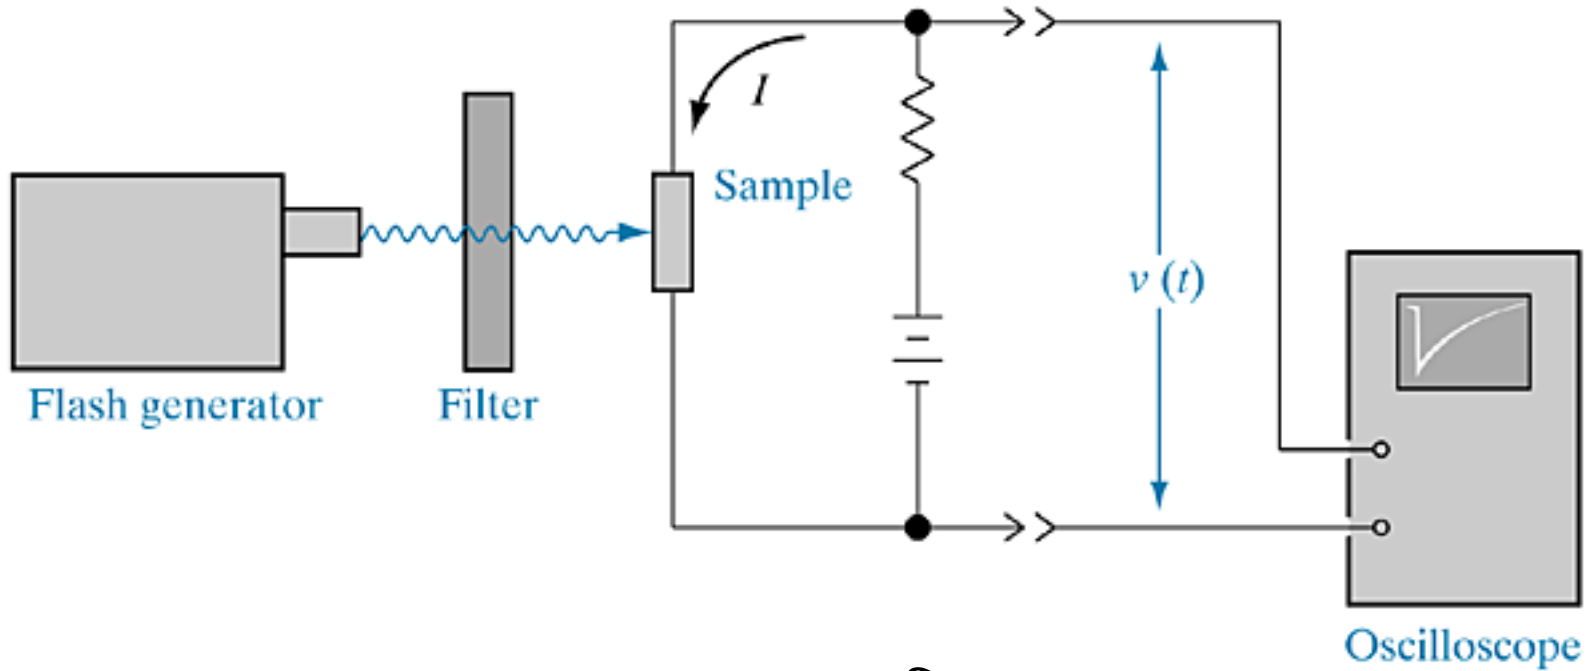 I
Sample
v (t)
Flash generator
Filter
Oscilloscope